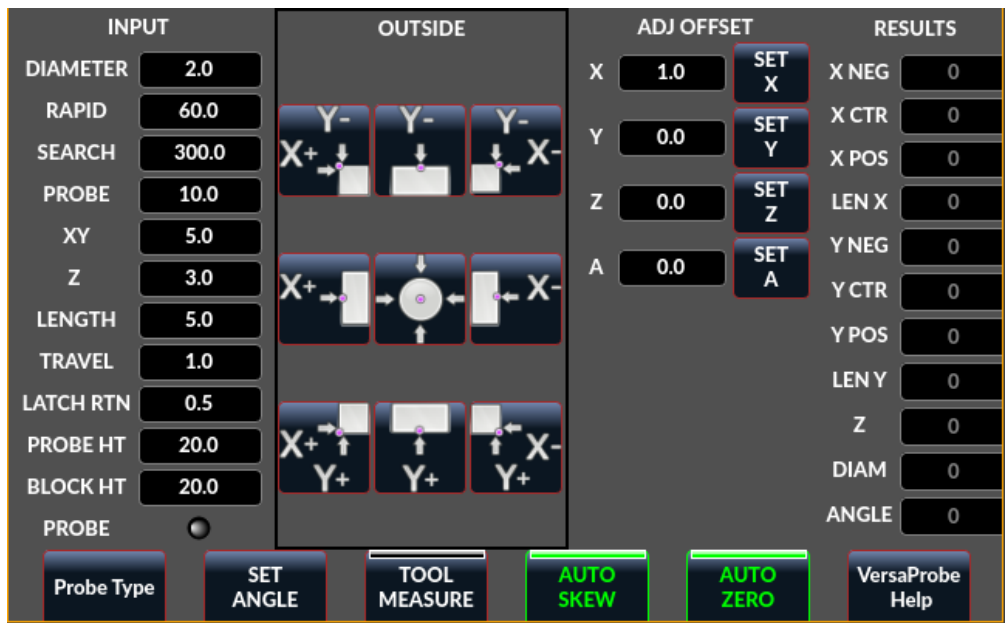 INPUT
OUTSIDE
ADJ OFFSET
RESULTS
DIAMETER 2.0
RAPID 60.0
SEARCH 300.0
PROBE 10.0
XY 5.0
Z 3.0
LENGTH 5.0
TRAVEL 1.0
LATCH RTN 0.5
PROBE HT 20.0
BLOCK HT 20.0
PROBE
Y- Y- Y-
X+ X-
X+ X-
X+ X-
Y+ Y+ Y+
X 1.0 SET X
Y 0.0 SET Y
Z 0.0 SET Z
A 0.0 SET A
X NEG 0
X CTR 0
X POS 0
LEN X 0
Y NEG 0
Y CTR 0
Y POS 0
LEN Y 0
Z 0
DIAM 0
ANGLE 0
Probe Type
SET
ANGLE
TOOL
MEASURE
AUTO
SKEW
AUTO
ZERO
VersaProbe
Help